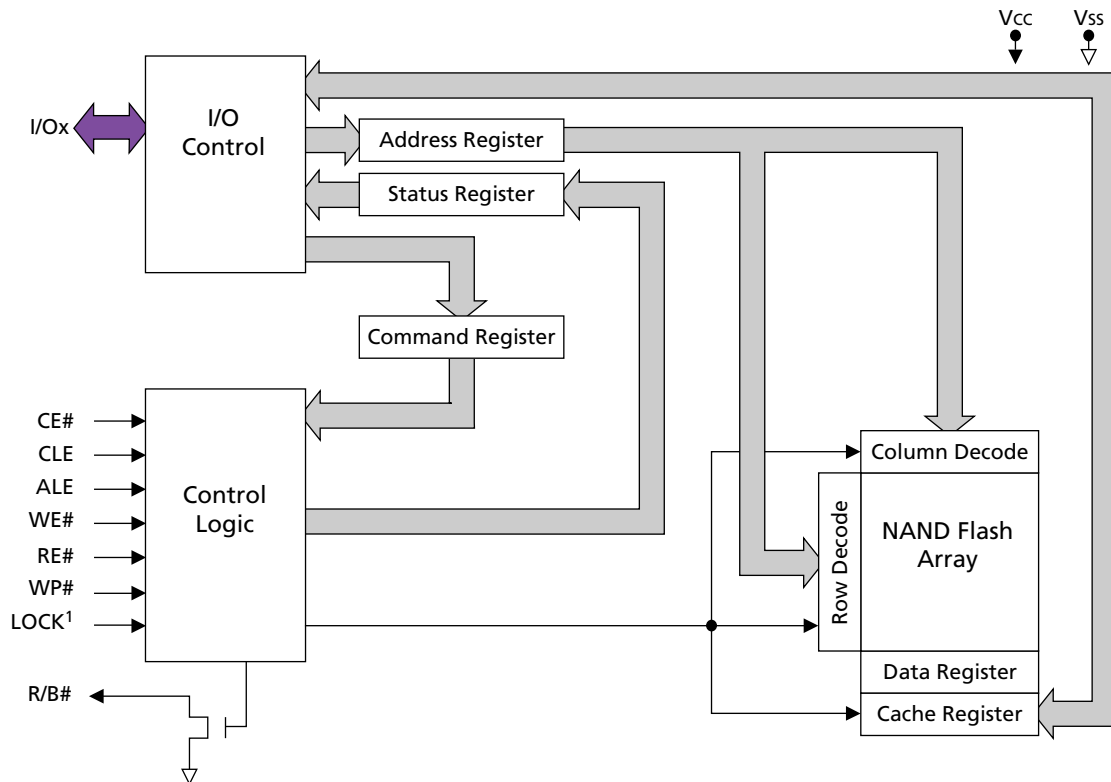 Vcc
Vss
I/Ox
I/O
Control
Address Register
Status Register
Command Register
CE#
CLE
ALE
WE#
RE#
WP#
LOCK¹
R/B#
Control
Logic
Column Decode
Row Decode
NAND Flash
Array
Data Register
Cache Register